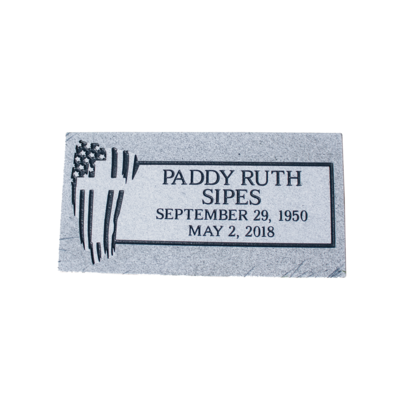 PADDY RUTH
SIPES
SEPTEMBER 29, 1950
MAY 2, 2018